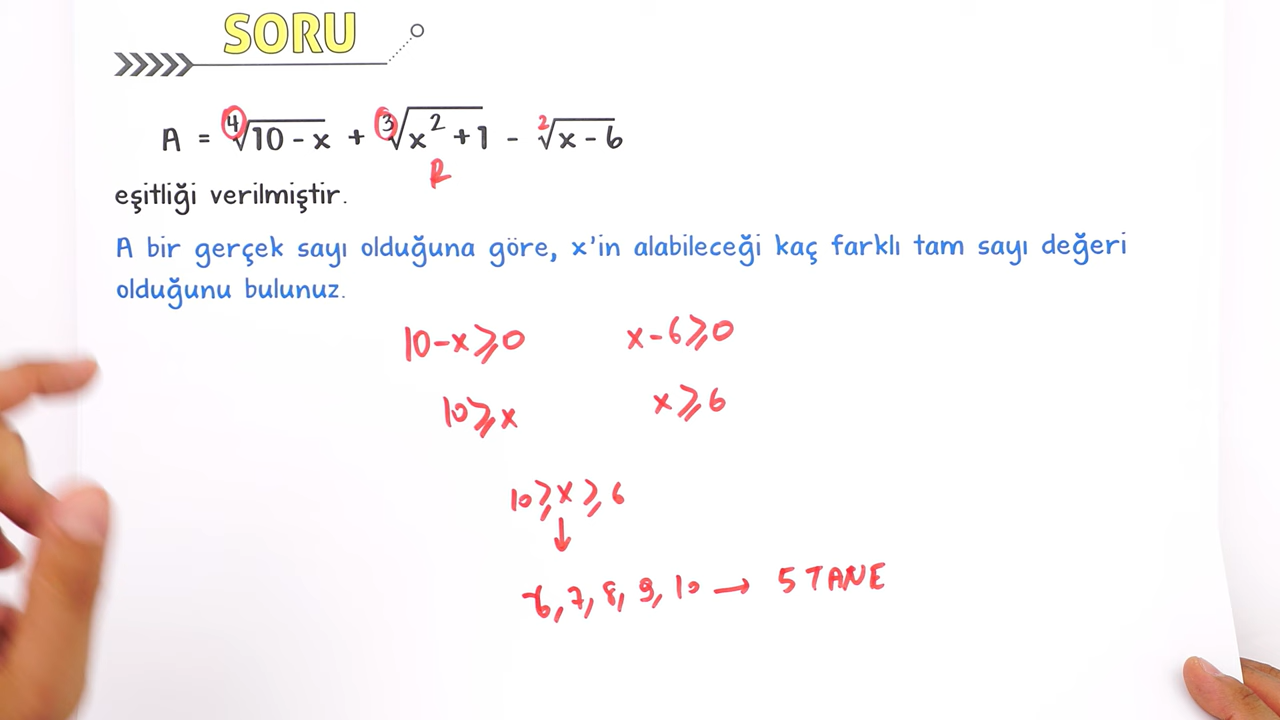 SORU
A = ⁴√10 - x + ³√x² + 1 - ²√x - 6
R
eşitliği verilmiştir.
A bir gerçek sayı olduğuna göre, x'in alabileceği kaç farklı tam sayı değeri
olduğunu bulunuz.
10-x⩾0 x-6⩾0
10⩾x x⩾6
10⩾x⩾6
↓
6, 7, 8, 9, 10 → 5 TANE